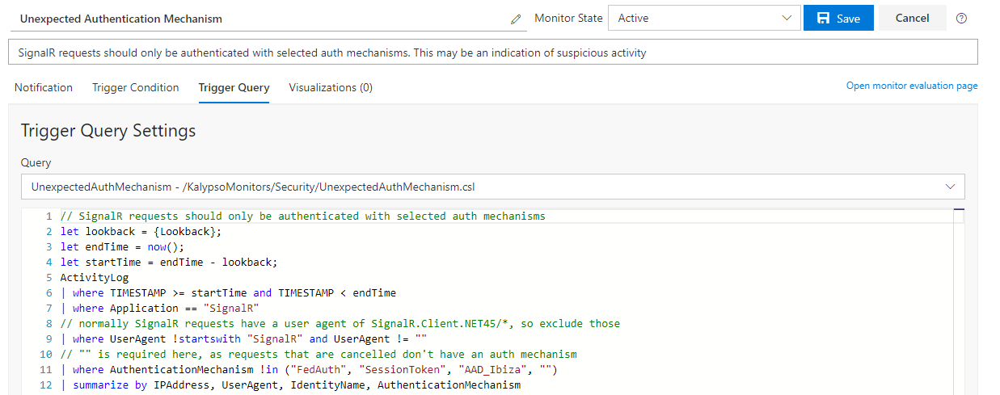 Unexpected Authentication Mechanism
Monitor State Active Save Cancel
SignalR requests should only be authenticated with selected auth mechanisms. This may be an indication of suspicious activity
Notification Trigger Condition Trigger Query Visualizations (0) Open monitor evaluation page
Trigger Query Settings
Query
UnexpectedAuthMechanism - /KalypsoMonitors/Security/UnexpectedAuthMechanism.csl
1 // SignalR requests should only be authenticated with selected auth mechanisms
2 let lookback = {Lookback};
3 let endTime = now();
4 let startTime = endTime - lookback;
5 ActivityLog
6 | where TIMESTAMP >= startTime and TIMESTAMP < endTime
7 | where Application == "SignalR"
8 // normally SignalR requests have a user agent of SignalR.Client.NET45/*, so exclude those
9 | where UserAgent !startswith "SignalR" and UserAgent != ""
10 // "" is required here, as requests that are cancelled don't have an auth mechanism
11 | where AuthenticationMechanism !in ("FedAuth", "SessionToken", "AAD_Ibiza", "")
12 | summarize by IPAddress, UserAgent, IdentityName, AuthenticationMechanism